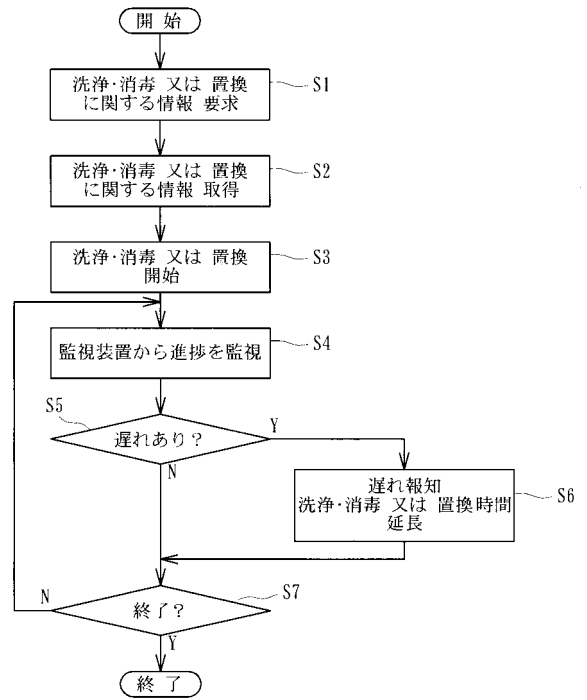 開始
洗浄・消毒 又は 置換
に関する情報 要求
S1
洗浄・消毒 又は 置換
に関する情報 取得
S2
洗浄・消毒 又は 置換
開始
S3
監視装置から進捗を監視
S4
S5
遅れあり?
Y
N
遅れ報知
洗浄・消毒 又は 置換時間
延長
S6
N
終了?
S7
Y
終了